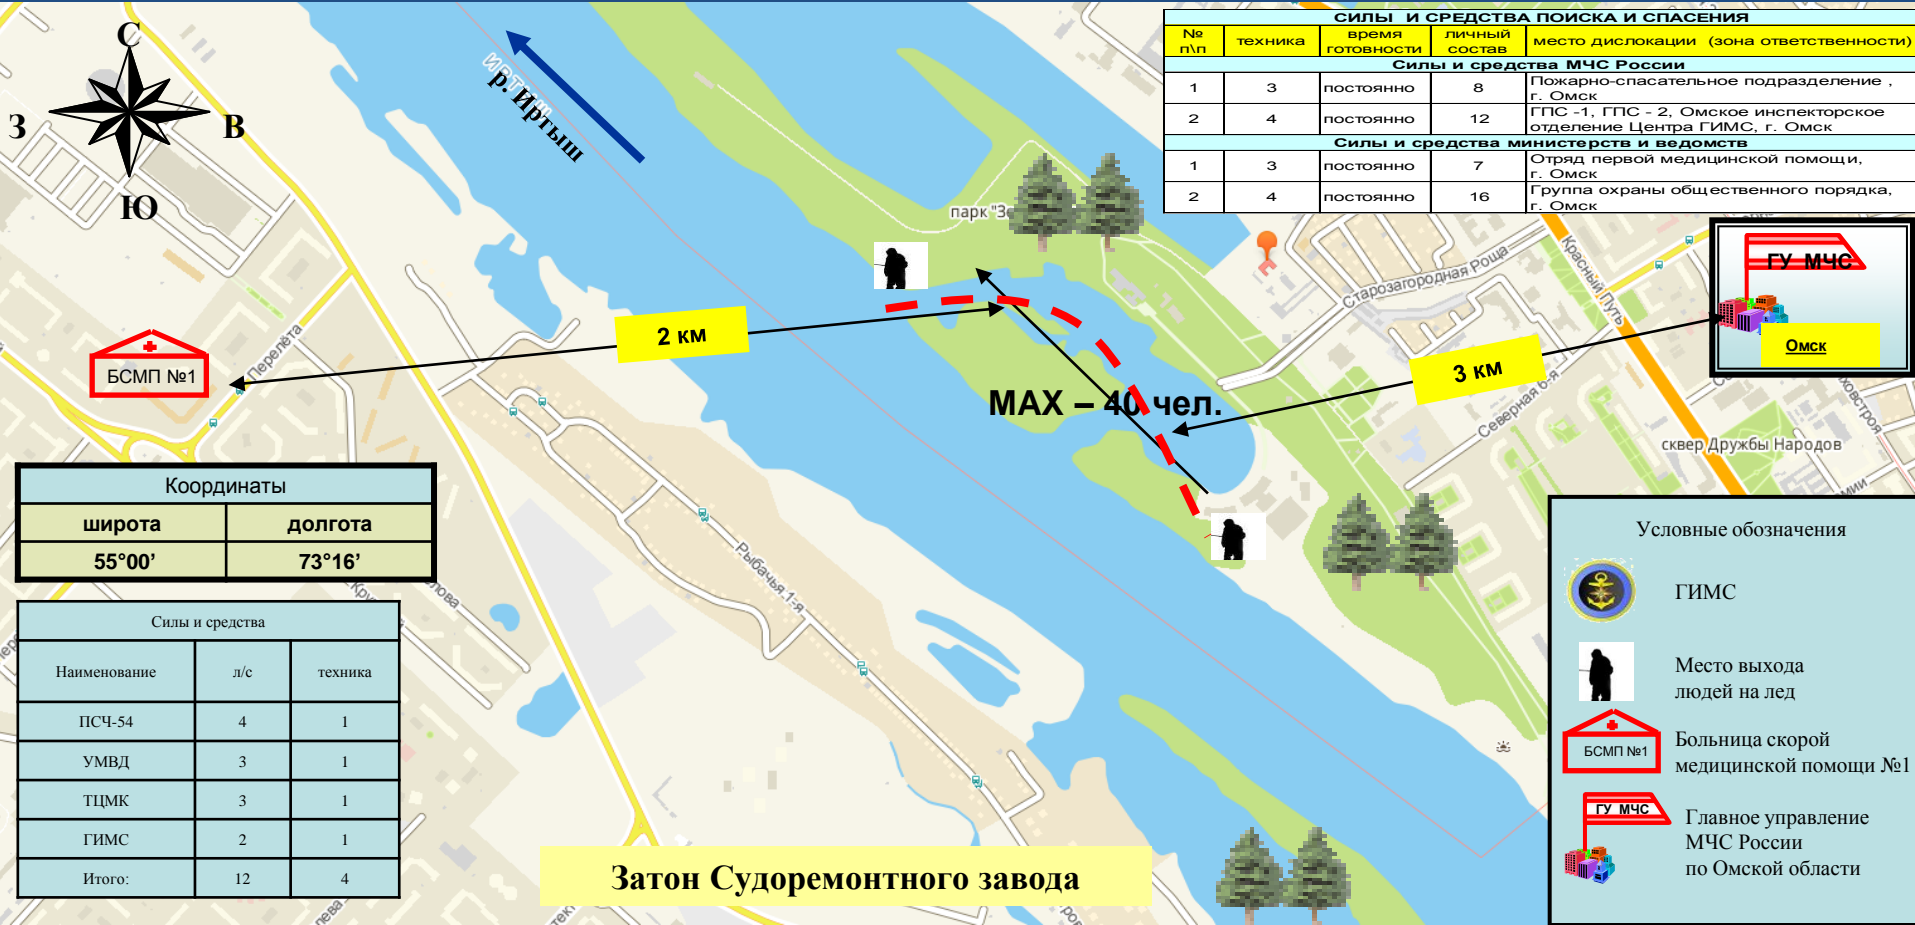 С
З
В
Ю
ИРТЫШ
р. Иртыш
СИЛЫ И СРЕДСТВА ПОИСКА И СПАСЕНИЯ
№ п\п техника время готовности личный состав место дислокации (зона ответственности)
Силы и средства МЧС России
1 3 постоянно 8 Пожарно-спасательное подразделение ,
г. Омск
2 4 постоянно 12 ГПС -1, ГПС - 2, Омское инспекторское
отделение Центра ГИМС, г. Омск
Силы и средства министерств и ведомств
1 3 постоянно 7 Отряд первой медицинской помощи,
г. Омск
2 4 постоянно 16 Группа охраны общественного порядка,
г. Омск
парк
Старозагородная Роща
Красный Путь
ГУ МЧС
Омск
2 км
3 км
БСМП №1
Перелёта
МАХ – 40 чел.
Северная 6-я
сквер Дружбы Народов
Координаты
широта долгота
55°00’ 73°16’
Рыбачья 1-я
Силы и средства
Наименование л/с техника
ПСЧ-54 4 1
УМВД 3 1
ТЦМК 3 1
ГИМС 2 1
Итого: 12 4
Затон Судоремонтного завода
Условные обозначения
ГИМС
Место выхода
людей на лед
БСМП №1
Больница скорой
медицинской помощи №1
ГУ МЧС
Главное управление
МЧС России
по Омской области